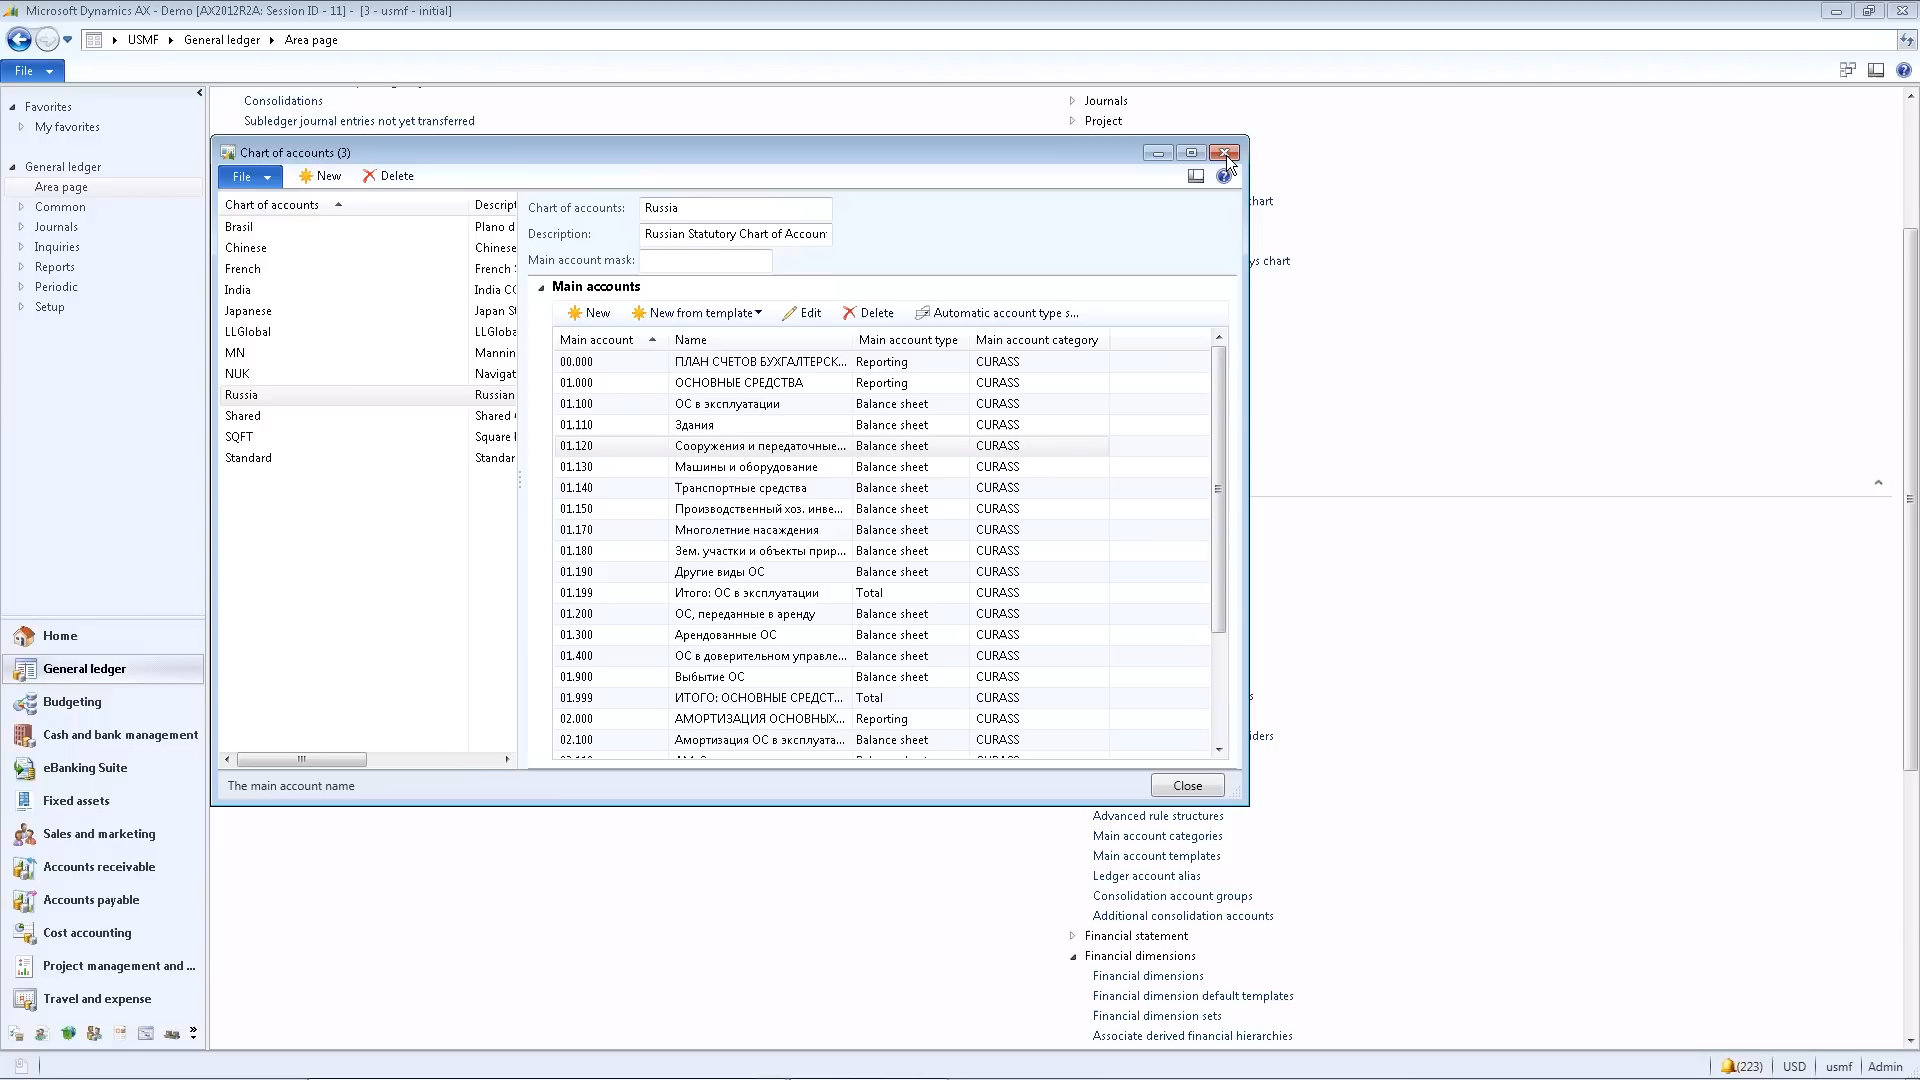 Microsoft Dynamics AX - Demo [AX2012R2A: Session ID - 11] - [3 - usmf - initial]
USMF General ledger Area page
File
Favorites
My favorites
General ledger
Area page
Common
Journals
Inquiries
Reports
Periodic
Setup
Home
General ledger
Budgeting
Cash and bank management
eBanking Suite
Fixed assets
Sales and marketing
Accounts receivable
Accounts payable
Cost accounting
Project management and ...
Travel and expense
Consolidations
Subledger journal entries not yet transferred
Journals
Project
Chart of accounts (3)
File New Delete
Chart of accounts Descript
Brasil Plano d
Chinese Chinese
French French
India India
Japanese Japan
LLGlobal LLGloba
MN Mannin
NUK Navigat
Russia Russian
Shared Shared
SQFT Square
Standard Standar
Chart of accounts: Russia
Description: Russian Statutory Chart of Accoun
Main account mask:
Main accounts
New New from template Edit Delete Automatic account type s...
Main account Name Main account type Main account category
00.000 ПЛАН СЧЕТОВ БУХГАЛТЕРСК... Reporting CURASS
01.000 ОСНОВНЫЕ СРЕДСТВА Reporting CURASS
01.100 ОС в эксплуатации Balance sheet CURASS
01.110 Здания Balance sheet CURASS
01.120 Сооружения и передаточные... Balance sheet CURASS
01.130 Машины и оборудование Balance sheet CURASS
01.140 Транспортные средства Balance sheet CURASS
01.150 Производственный хоз. инве... Balance sheet CURASS
01.170 Многолетние насаждения Balance sheet CURASS
01.180 Зем. участки и объекты прир... Balance sheet CURASS
01.190 Другие виды ОС Balance sheet CURASS
01.199 Итого: ОС в эксплуатации Total CURASS
01.200 ОС, переданные в аренду Balance sheet CURASS
01.300 Арендованные ОС Balance sheet CURASS
01.400 ОС в доверительном управле... Balance sheet CURASS
01.900 Выбытие ОС Balance sheet CURASS
01.999 ИТОГО: ОСНОВНЫЕ СРЕДСТ... Total CURASS
02.000 АМОРТИЗАЦИЯ ОСНОВНЫХ... Reporting CURASS
02.100 Амортизация ОС в эксплуата... Balance sheet CURASS
The main account name
Close
hart
ys chart
iders
Advanced rule structures
Main account categories
Main account templates
Ledger account alias
Consolidation account groups
Additional consolidation accounts
Financial statement
Financial dimensions
Financial dimensions
Financial dimension default templates
Financial dimension sets
Associate derived financial hierarchies
(223) USD usmf Admin